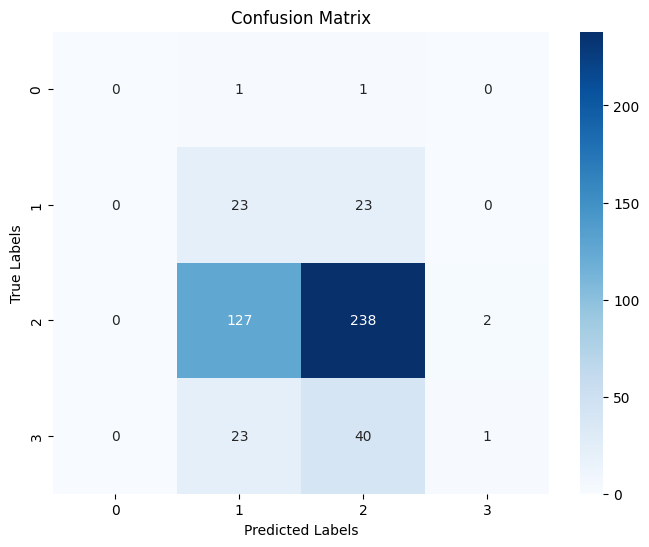 Confusion Matrix
True Labels
0 0 1 1 0
1 0 23 23 0
2 0 127 238 2
3 0 23 40 1
0 1 2 3
Predicted Labels
200
150
100
50
0